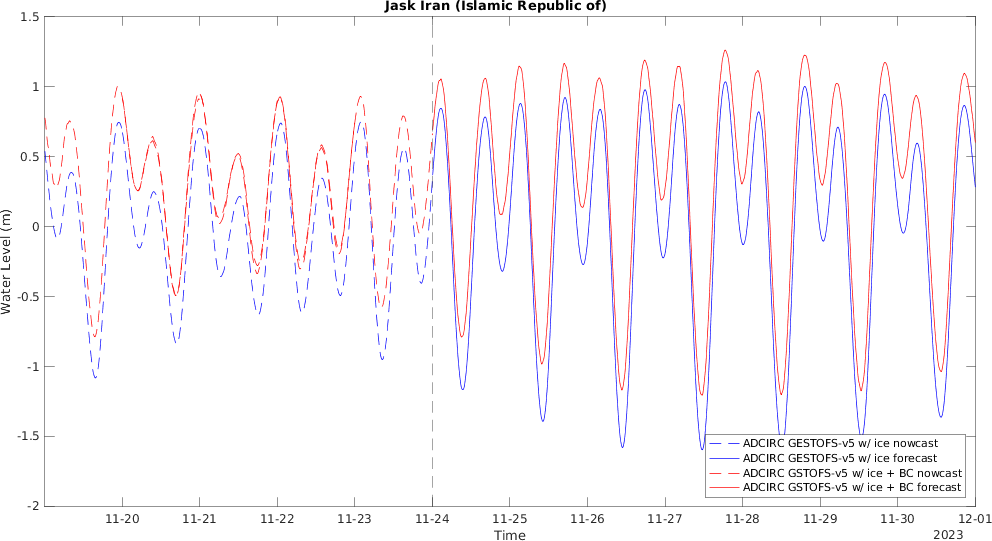 Jask Iran (Islamic Republic of)
1.5
1
0.5
0
-0.5
-1
-1.5
-2
Water Level (m)
11-20 11-21 11-22 11-23 11-24 11-25 11-26 11-27 11-28 11-29 11-30 12-01
Time
2023
ADCIRC GESTOFS-v5 w/ ice nowcast
ADCIRC GESTOFS-v5 w/ ice forecast
ADCIRC GSTOFS-v5 w/ ice + BC nowcast
ADCIRC GSTOFS-v5 w/ ice + BC forecast